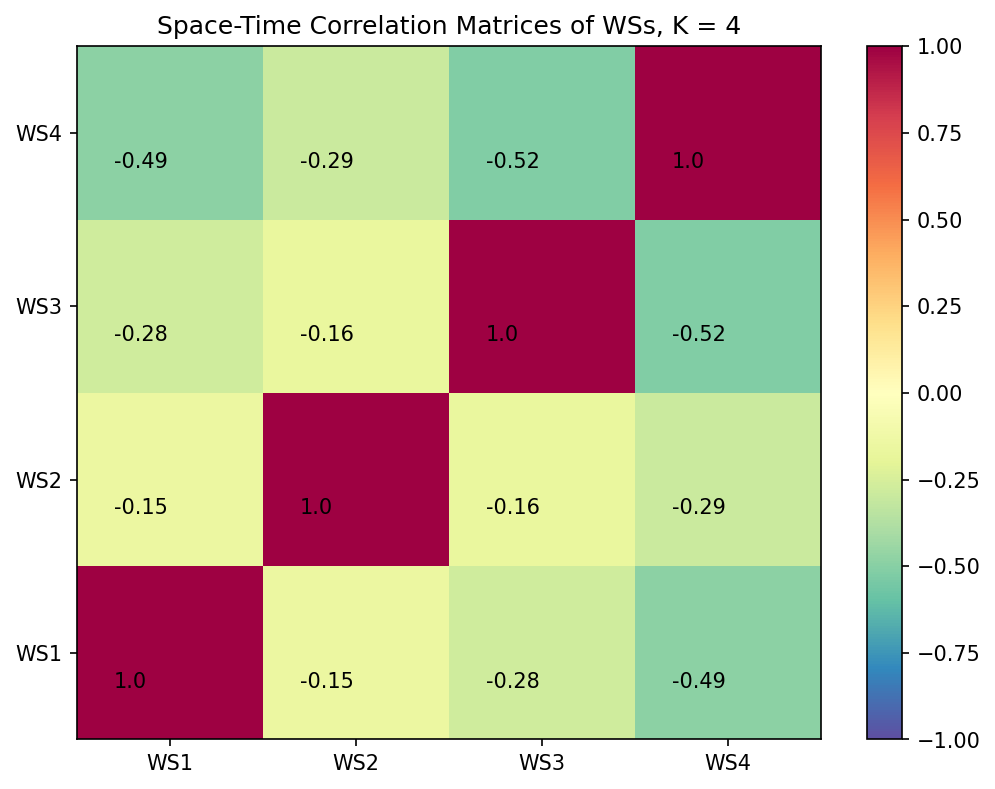 Space-Time Correlation Matrices of WSs, K = 4
WS4
-0.49 -0.29 -0.52 1.0
WS3
-0.28 -0.16 1.0 -0.52
WS2
-0.15 1.0 -0.16 -0.29
WS1
1.0 -0.15 -0.28 -0.49
WS1 WS2 WS3 WS4
1.00
0.75
0.50
0.25
0.00
−0.25
−0.50
−0.75
−1.00